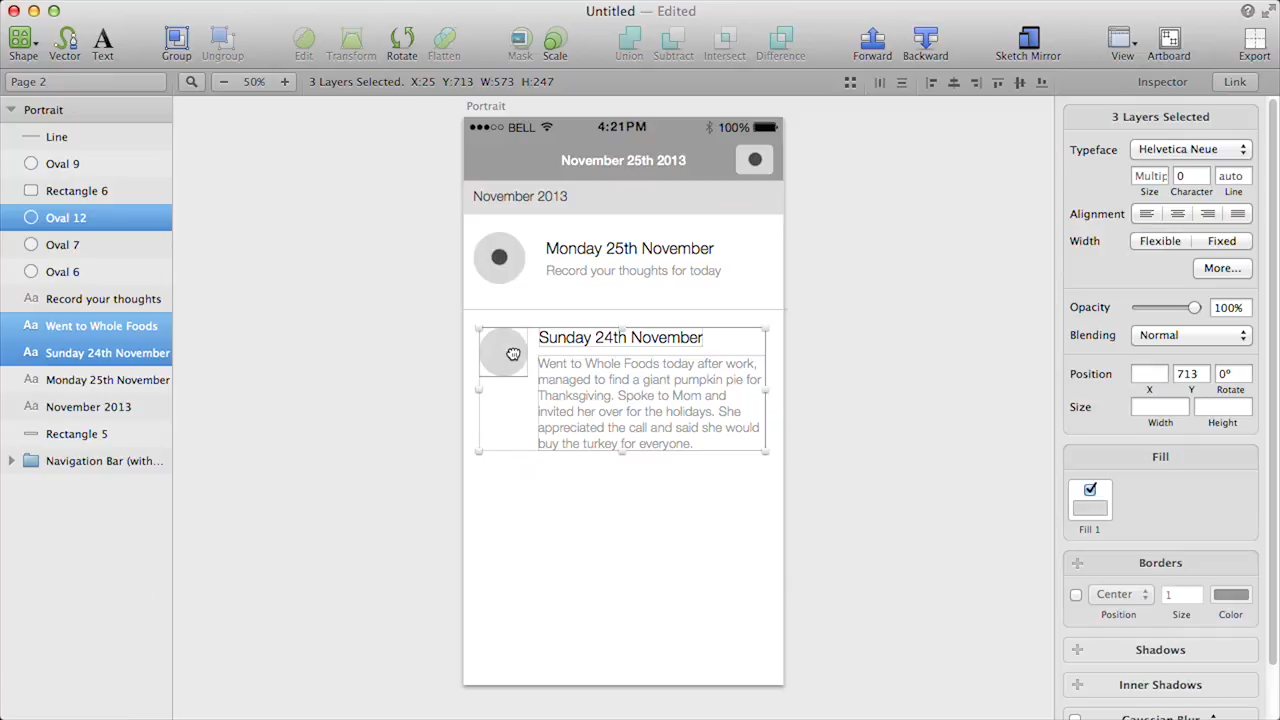 Untitled — Edited
Shape Vector Text Group Ungroup Edit Transform Rotate Flatten Mask Scale Union Subtract Intersect Difference Forward Backward Sketch Mirror View Artboard Export
Page 2
50%
3 Layers Selected. X:25 Y:713 W:573 H:247
Inspector
Link
Portrait
Line
Oval 9
Rectangle 6
Oval 12
Oval 7
Oval 6
Record your thoughts
Went to Whole Foods
Sunday 24th November
Monday 25th November
November 2013
Rectangle 5
Navigation Bar (with...
Portrait
BELL 4:21PM 100%
November 25th 2013
November 2013
Monday 25th November
Record your thoughts for today
Sunday 24th November
Went to Whole Foods today after work,
managed to find a giant pumpkin pie for
Thanksgiving. Spoke to Mom and
invited her over for the holidays. She
appreciated the call and said she would
buy the turkey for everyone.
3 Layers Selected
Typeface Helvetica Neue
Multip 0 auto
Size Character Line
Alignment
Width Flexible Fixed
More...
Opacity 100%
Blending Normal
Position 713 0°
X Y Rotate
Size
Width Height
Fill
Fill 1
Borders
Center 1
Position Size Color
Shadows
Inner Shadows
Gaussian Blur